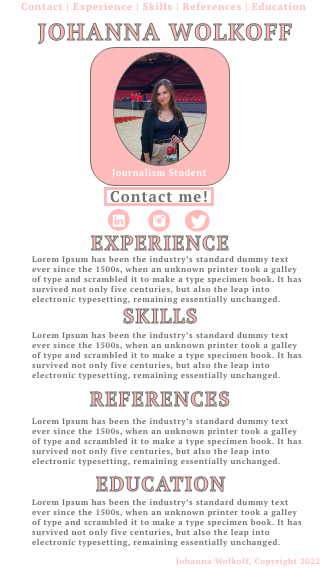 Contact | Experience | Skills | References | Education
JOHANNA WOLKOFF
Journalism Student
Contact me!
EXPERIENCE
Lorem Ipsum has been the industry's standard dummy text
ever since the 1500s, when an unknown printer took a galley
of type and scrambled it to make a type specimen book. It has
survived not only five centuries, but also the leap into
electronic typesetting, remaining essentially unchanged.
SKILLS
Lorem Ipsum has been the industry's standard dummy text
ever since the 1500s, when an unknown printer took a galley
of type and scrambled it to make a type specimen book. It has
survived not only five centuries, but also the leap into
electronic typesetting, remaining essentially unchanged.
REFERENCES
Lorem Ipsum has been the industry's standard dummy text
ever since the 1500s, when an unknown printer took a galley
of type and scrambled it to make a type specimen book. It has
survived not only five centuries, but also the leap into
electronic typesetting, remaining essentially unchanged.
EDUCATION
Lorem Ipsum has been the industry's standard dummy text
ever since the 1500s, when an unknown printer took a galley
of type and scrambled it to make a type specimen book. It has
survived not only five centuries, but also the leap into
electronic typesetting, remaining essentially unchanged.
Johanna Wolkoff, Copyright 2022